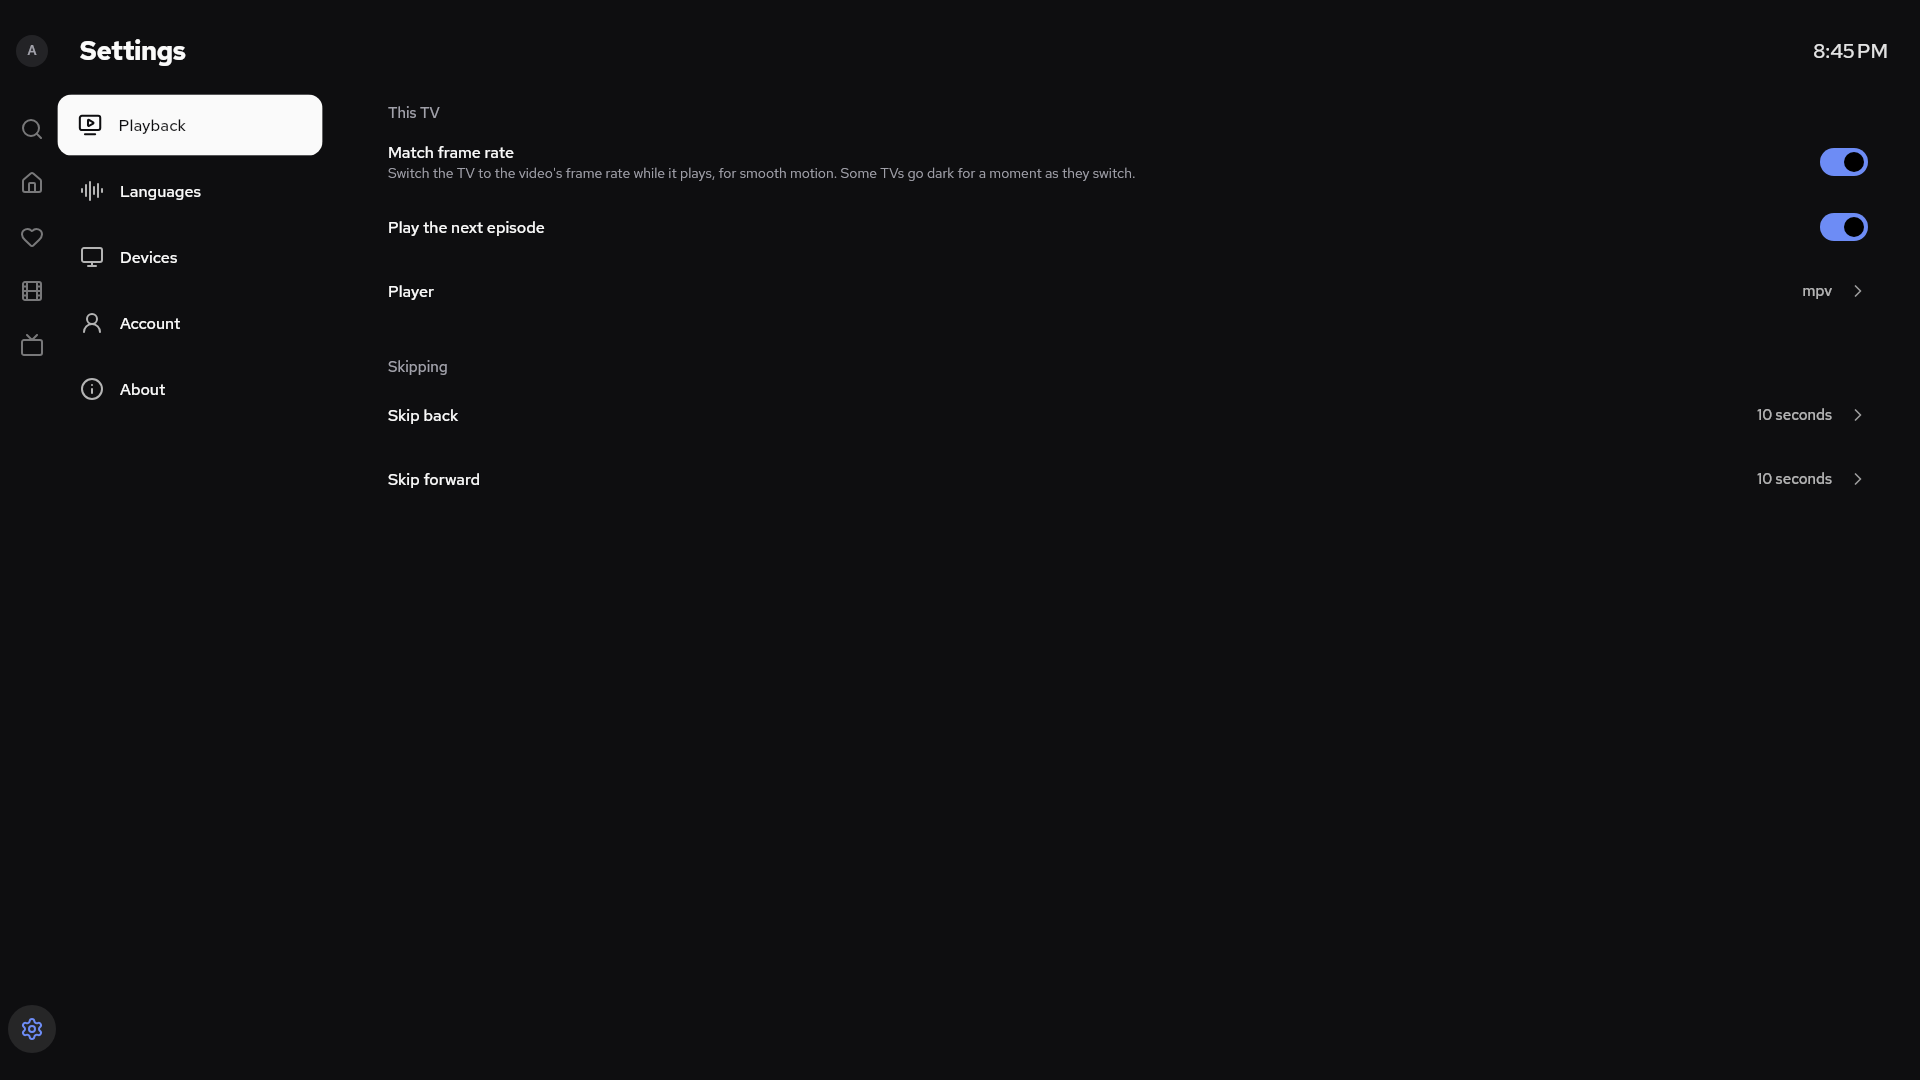 A
Settings
8:45 PM
Playback
Languages
Devices
Account
About
This TV
Match frame rate
Switch the TV to the video's frame rate while it plays, for smooth motion. Some TVs go dark for a moment as they switch.
Play the next episode
Player
mpv
Skipping
Skip back
10 seconds
Skip forward
10 seconds